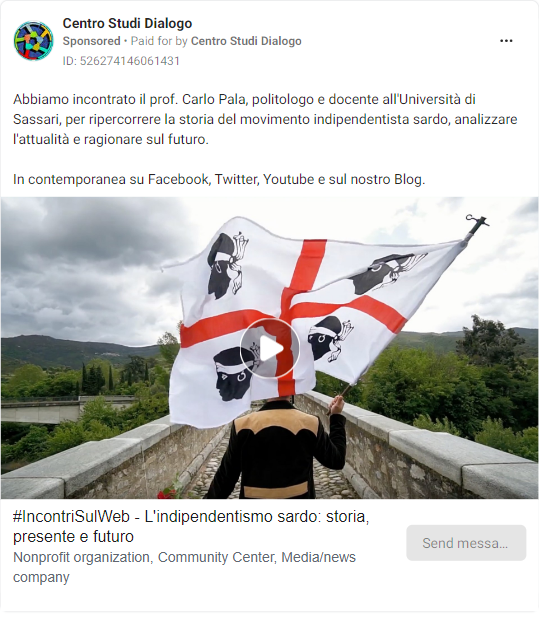 Centro Studi Dialogo
Sponsored • Paid for by Centro Studi Dialogo
ID: 526274146061431
Abbiamo incontrato il prof. Carlo Pala, politologo e docente all'Università di
Sassari, per ripercorrere la storia del movimento indipendentista sardo, analizzare
l'attualità e ragionare sul futuro.
In contemporanea su Facebook, Twitter, Youtube e sul nostro Blog.
#IncontriSulWeb - L'indipendentismo sardo: storia,
presente e futuro
Nonprofit organization, Community Center, Media/news
company
Send messa...